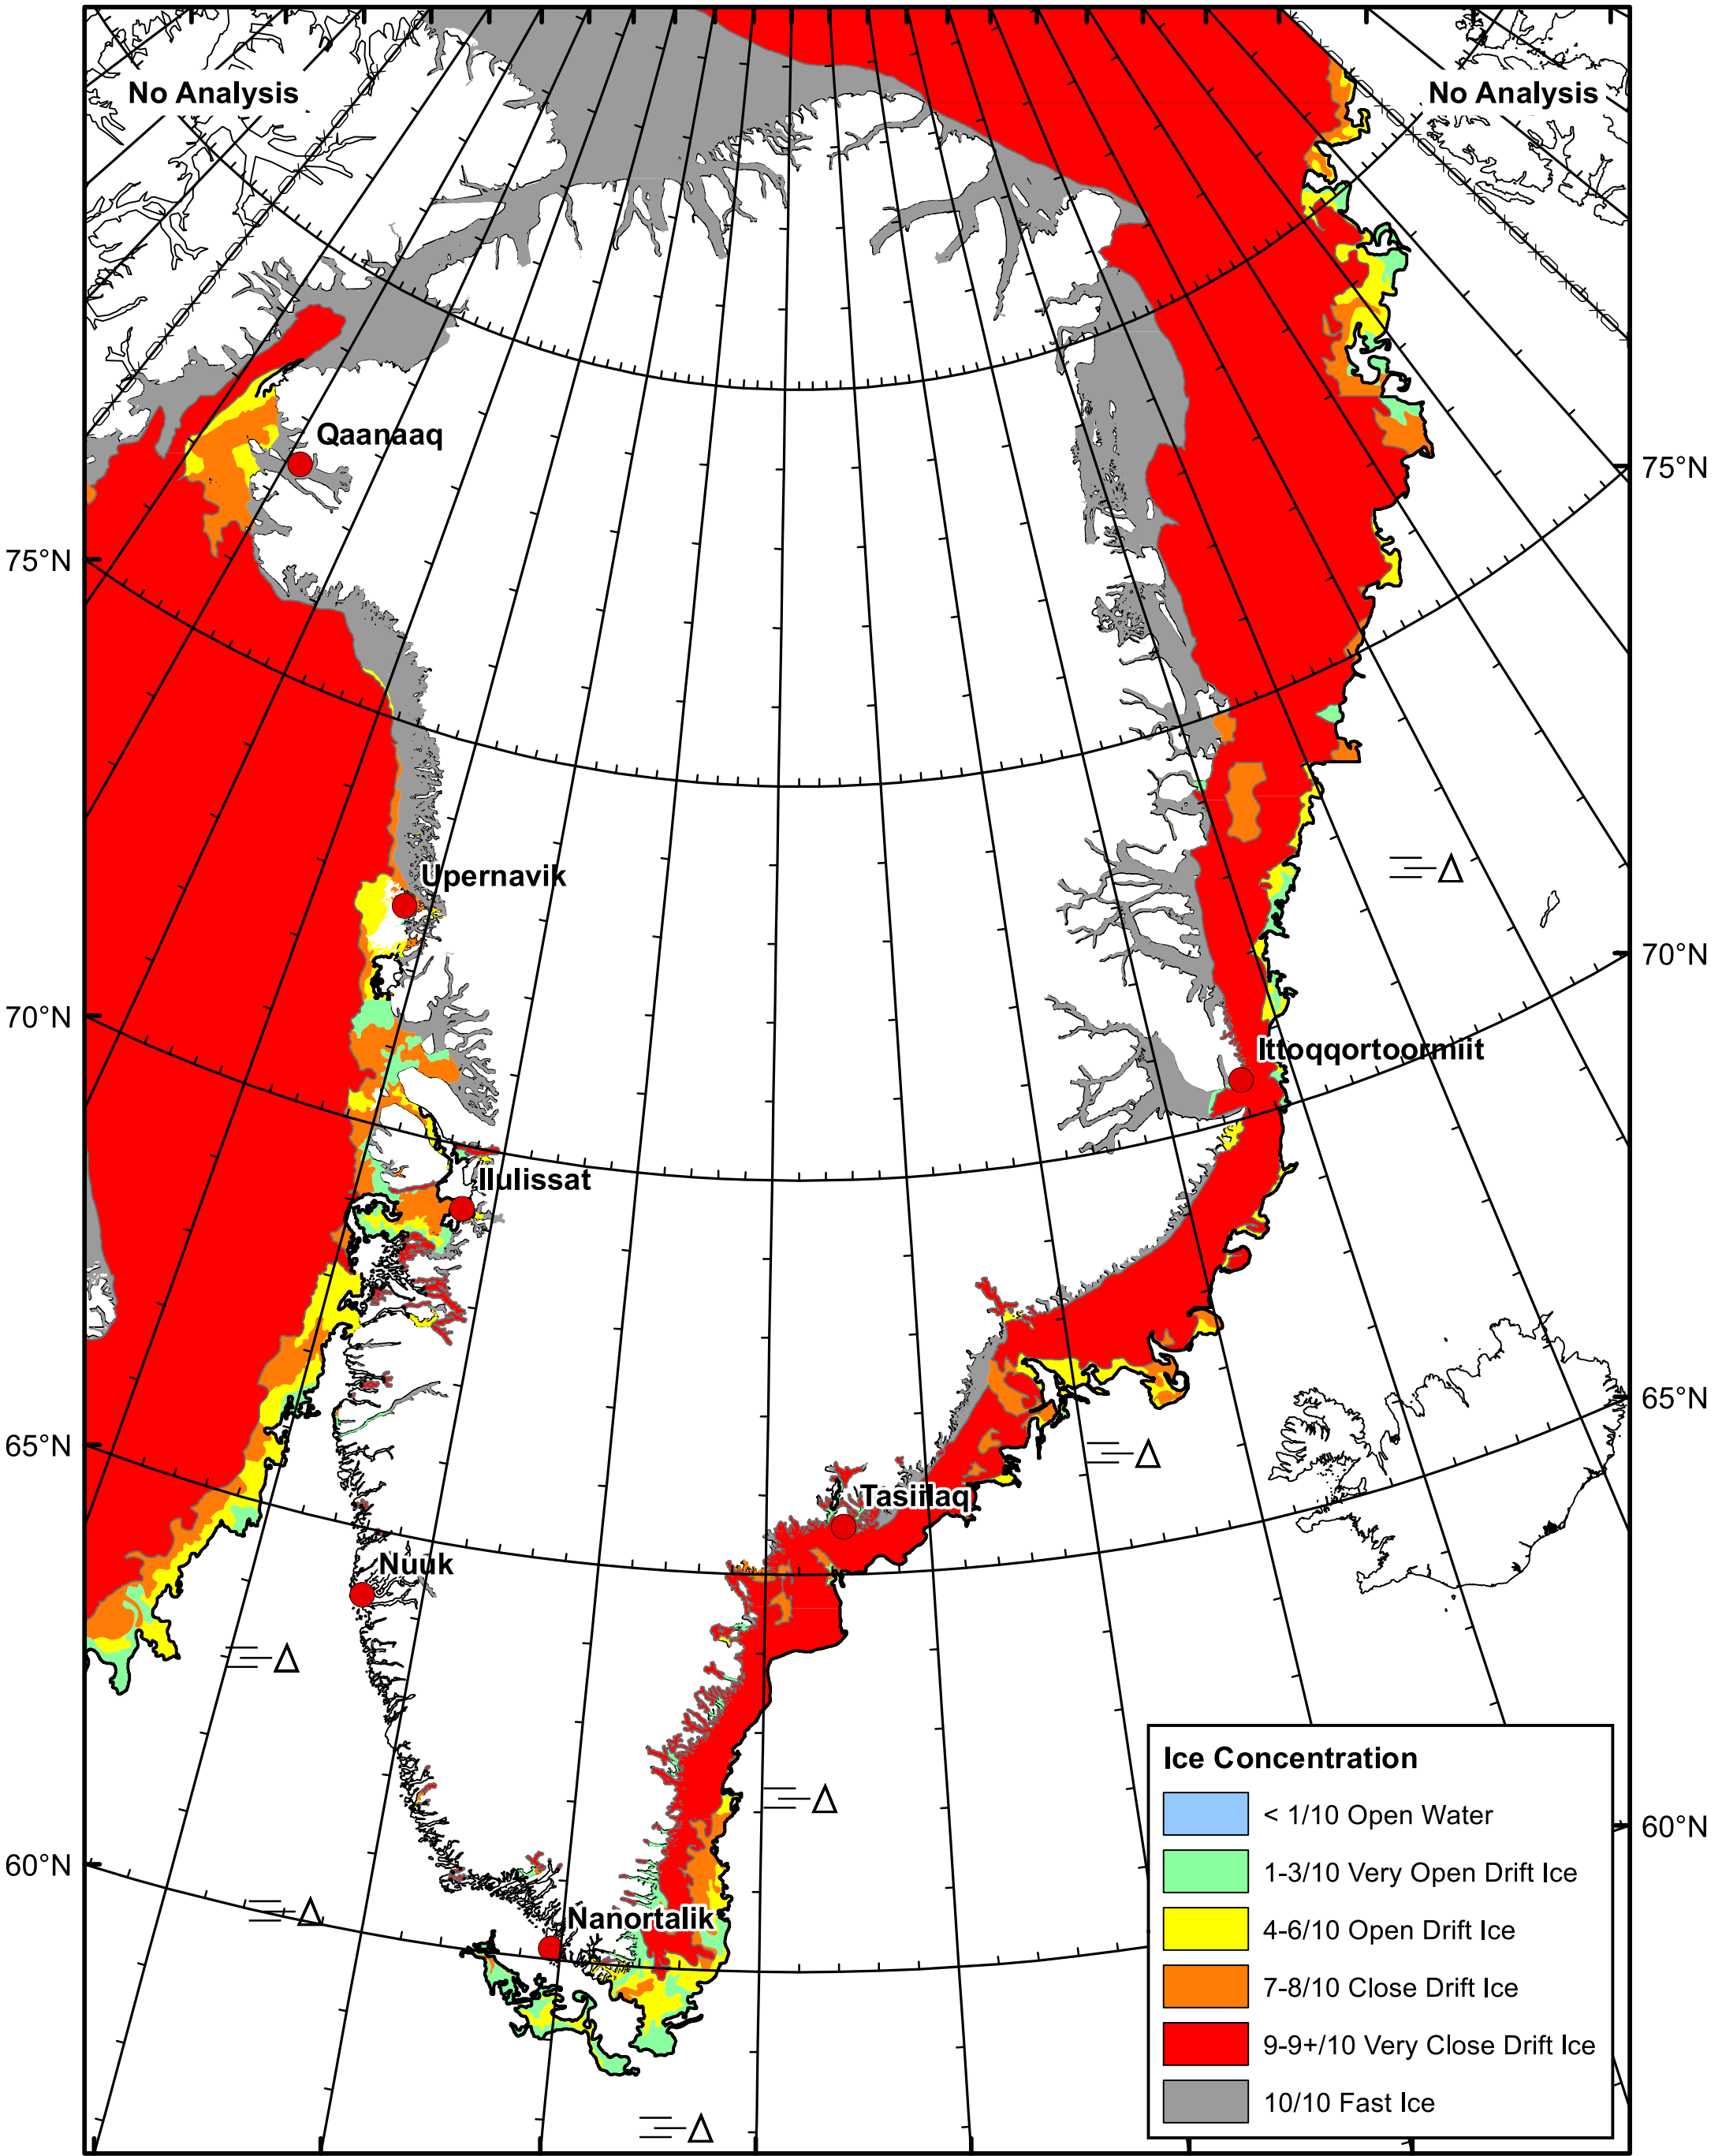 No Analysis
No Analysis
Qaanaaq
75°N
75°N
Upernavik
70°N
70°N
Ittoqqortoormiit
Ilulissat
65°N
65°N
Tasiilaq
Nuuk
Ice Concentration
< 1/10 Open Water
60°N
60°N
1-3/10 Very Open Drift Ice
Nanortalik
4-6/10 Open Drift Ice
7-8/10 Close Drift Ice
9-9+/10 Very Close Drift Ice
10/10 Fast Ice